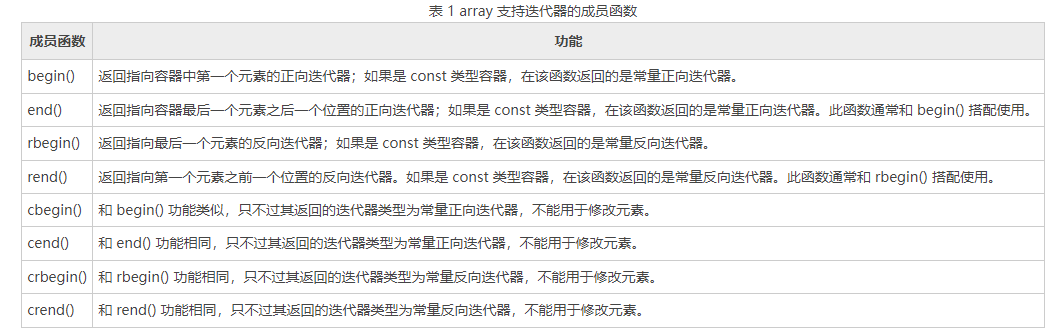 表 1 array 支持迭代器的成员函数
成员函数 功能
begin() 返回指向容器中第一个元素的正向迭代器；如果是 const 类型容器，在该函数返回的是常量正向迭代器。
end() 返回指向容器最后一个元素之后一个位置的正向迭代器；如果是 const 类型容器，在该函数返回的是常量正向迭代器。此函数通常和 begin() 搭配使用。
rbegin() 返回指向最后一个元素的反向迭代器；如果是 const 类型容器，在该函数返回的是常量反向迭代器。
rend() 返回指向第一个元素之前一个位置的反向迭代器。如果是 const 类型容器，在该函数返回的是常量反向迭代器。此函数通常和 rbegin() 搭配使用。
cbegin() 和 begin() 功能类似，只不过其返回的迭代器类型为常量正向迭代器，不能用于修改元素。
cend() 和 end() 功能相同，只不过其返回的迭代器类型为常量正向迭代器，不能用于修改元素。
crbegin() 和 rbegin() 功能相同，只不过其返回的迭代器类型为常量反向迭代器，不能用于修改元素。
crend() 和 rend() 功能相同，只不过其返回的迭代器类型为常量反向迭代器，不能用于修改元素。